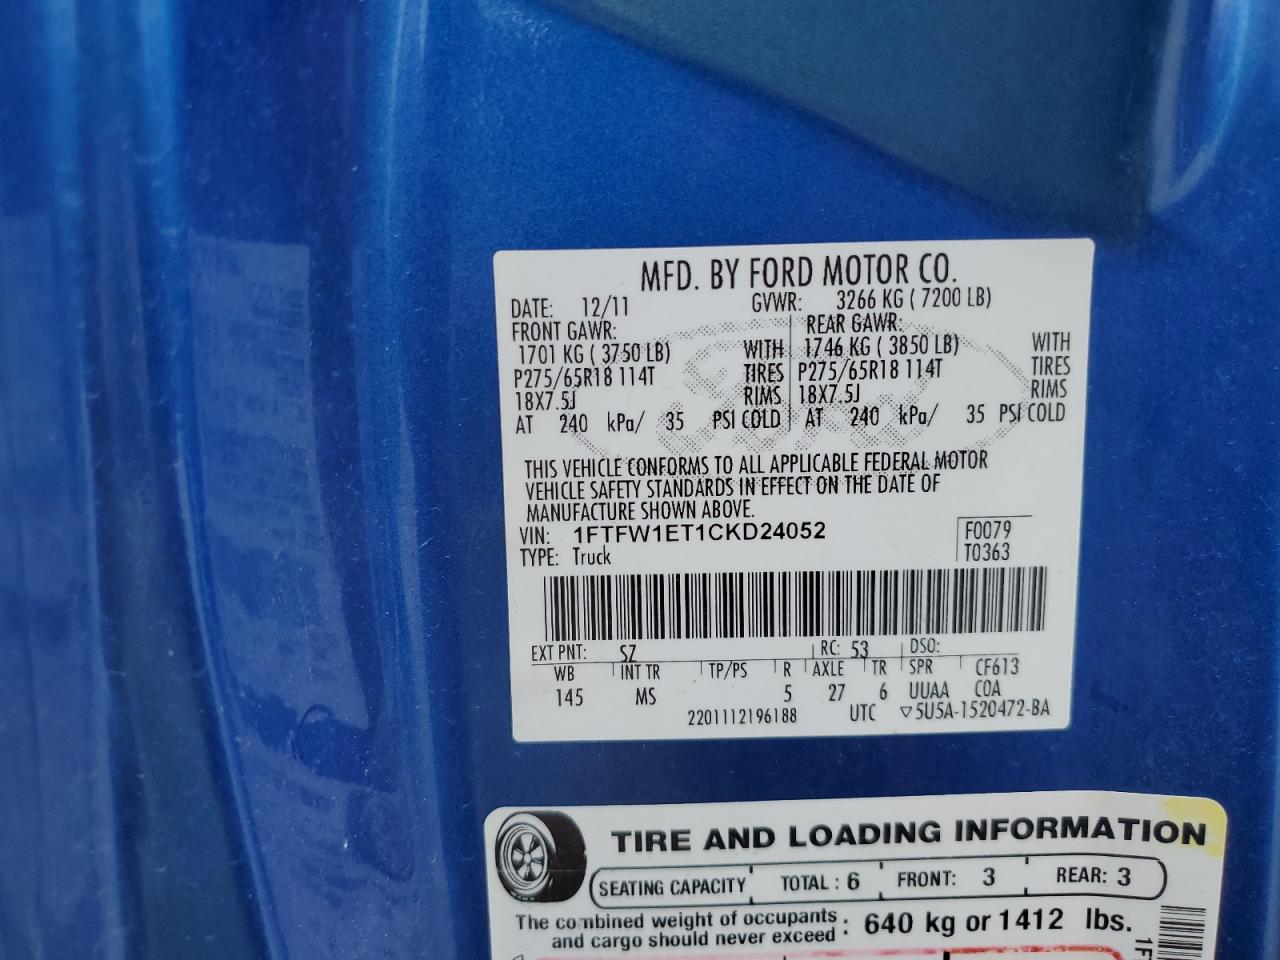 MFD. BY FORD MOTOR CO.
DATE: 12/11 GVWR: 3266 KG ( 7200 LB)
FRONT GAWR: REAR GAWR:
1701 KG ( 3750 LB) WITH 1746 KG ( 3850 LB) WITH
P275/65R18 114T TIRES P275/65R18 114T TIRES
18X7.5J RIMS 18X7.5J RIMS
AT 240 kPa/ 35 PSI COLD AT 240 kPa/ 35 PSI COLD
THIS VEHICLE CONFORMS TO ALL APPLICABLE FEDERAL MOTOR
VEHICLE SAFETY STANDARDS IN EFFECT ON THE DATE OF
MANUFACTURE SHOWN ABOVE.
VIN: 1FTFW1ET1CKD24052 F0079
TYPE: Truck T0363
EXT PNT: SZ RC: 53 DSO:
WB INT TR TP/PS R AXLE TR SPR CF613
145 MS 5 27 6 UUAA COA
2201112196188 UTC ▽5U5A-1520472-BA
TIRE AND LOADING INFORMATION
SEATING CAPACITY TOTAL : 6 FRONT: 3 REAR: 3
The combined weight of occupants
and cargo should never exceed : 640 kg or 1412 lbs.
1F